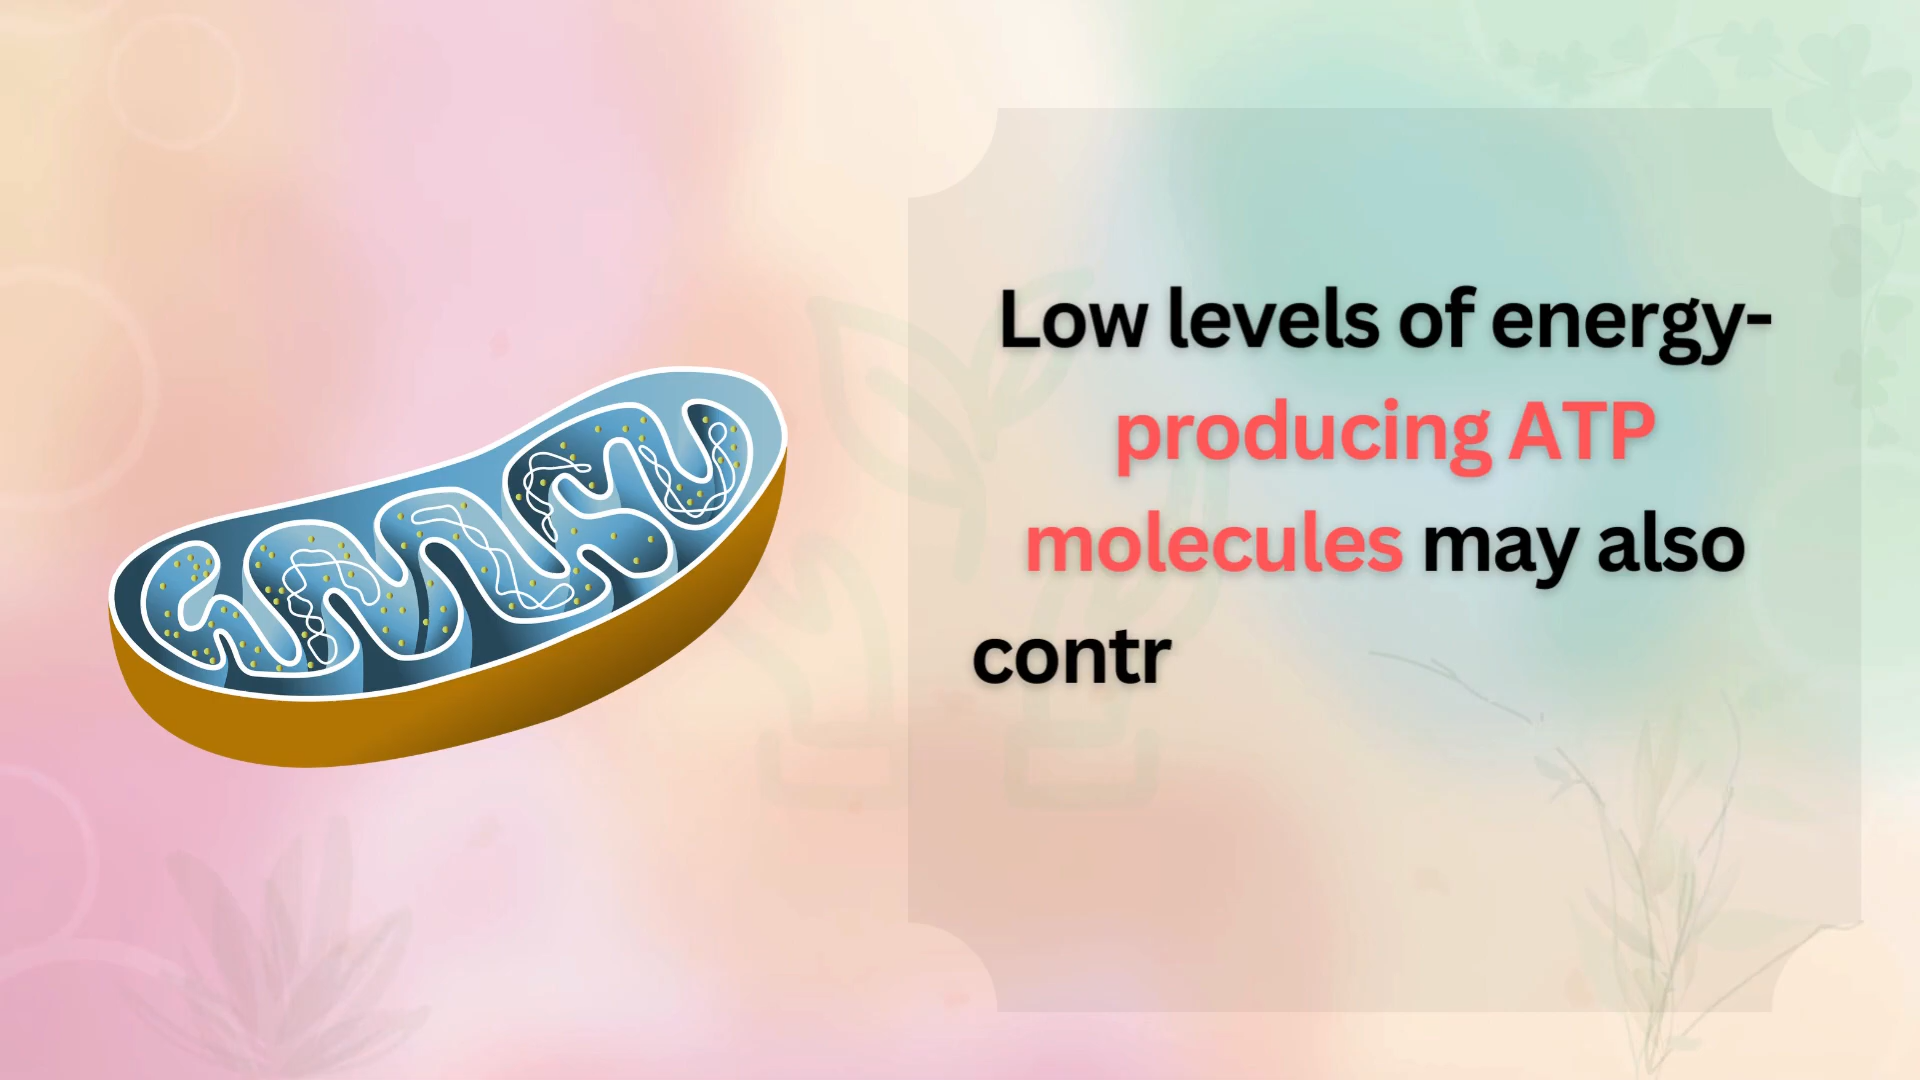 Low levels of energy-
producing ATP
molecules may also
contr